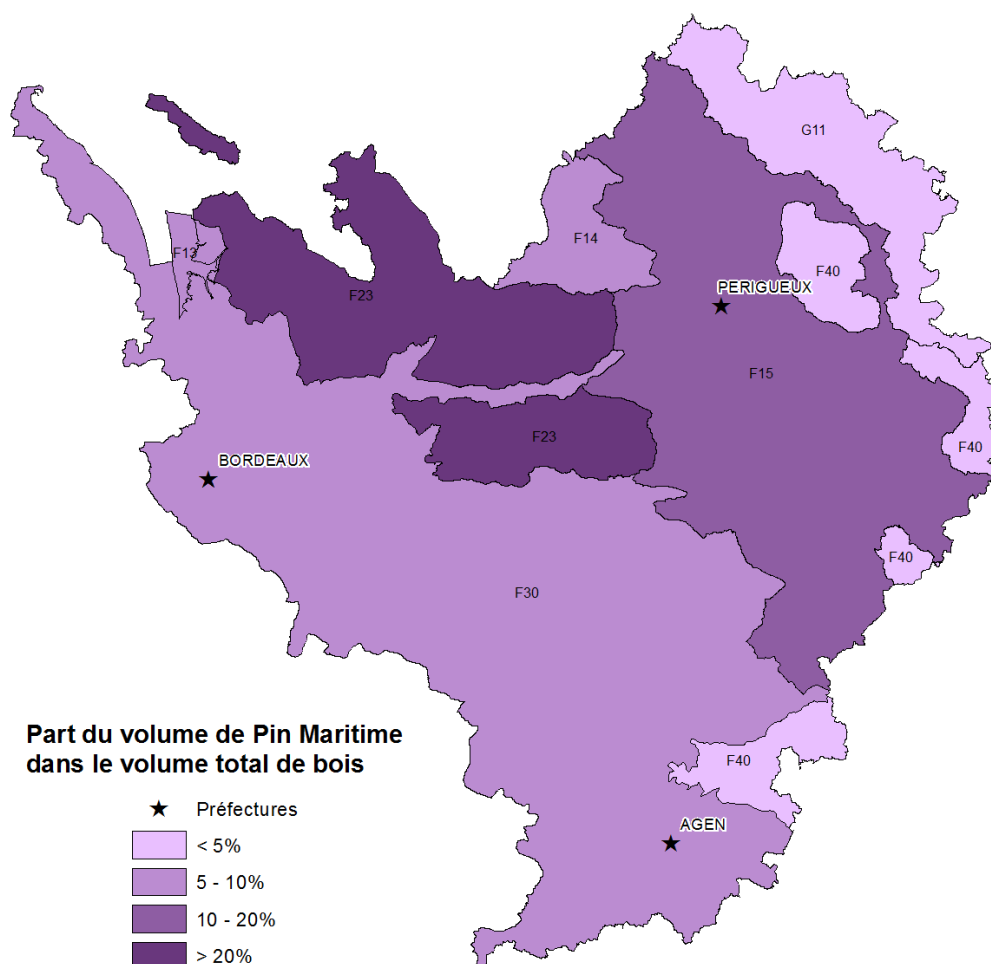 G11
F14
F13
F40
PERIGUEUX
F23
F15
F23
F40
BORDEAUX
F40
F30
Part du volume de Pin Maritime
dans le volume total de bois
F40
Préfectures
AGEN
< 5%
5 - 10%
10 - 20%
> 20%